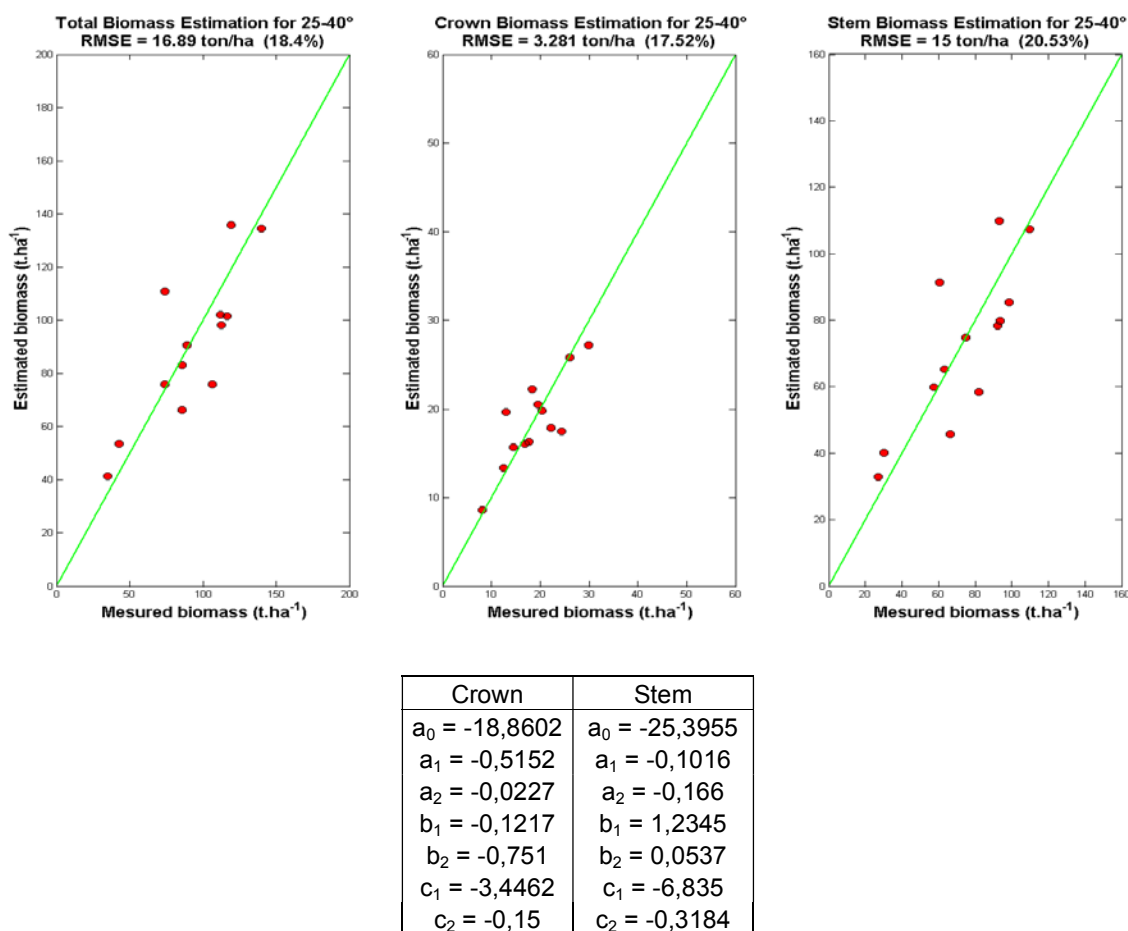 Total Biomass Estimation for 25-40°
RMSE = 16.89 ton/ha (18.4%)
200
180
160
140
120
100
80
60
40
20
0
Estimated biomass (t.ha-1)
0 50 100 150 200
Mesured biomass (t.ha-1)
Crown Biomass Estimation for 25-40°
RMSE = 3.281 ton/ha (17.52%)
60
50
40
30
20
10
0
Estimated biomass (t.ha-1)
0 10 20 30 40 50 60
Mesured biomass (t.ha-1)
Stem Biomass Estimation for 25-40°
RMSE = 15 ton/ha (20.53%)
160
140
120
100
80
60
40
20
0
Estimated biomass (t.ha-1)
0 20 40 60 80 100 120 140 160
Mesured biomass (t.ha-1)
Crown Stem
a0 = -18,8602 a0 = -25,3955
a1 = -0,5152 a1 = -0,1016
a2 = -0,0227 a2 = -0,166
b1 = -0,1217 b1 = 1,2345
b2 = -0,751 b2 = 0,0537
c1 = -3,4462 c1 = -6,835
c2 = -0,15 c2 = -0,3184